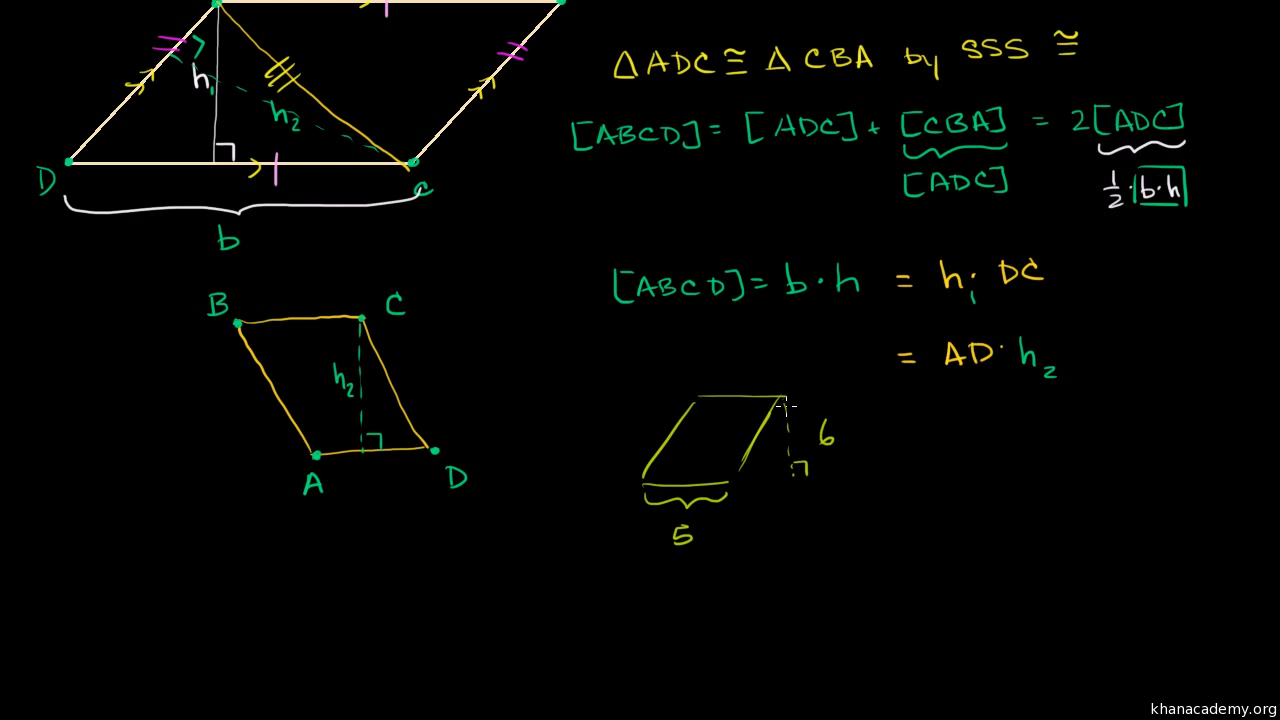 △ADC ≅ △CBA by SSS ≅
[ABCD] = [ADC] + [CBA] = 2[ADC]
[ADC]
½·b·h
h₁
h₂
D
C
b
[ABCD] = b·h = h₁·DC
= AD·h₂
B
C
h₂
A
D
6
5
khanacademy.org